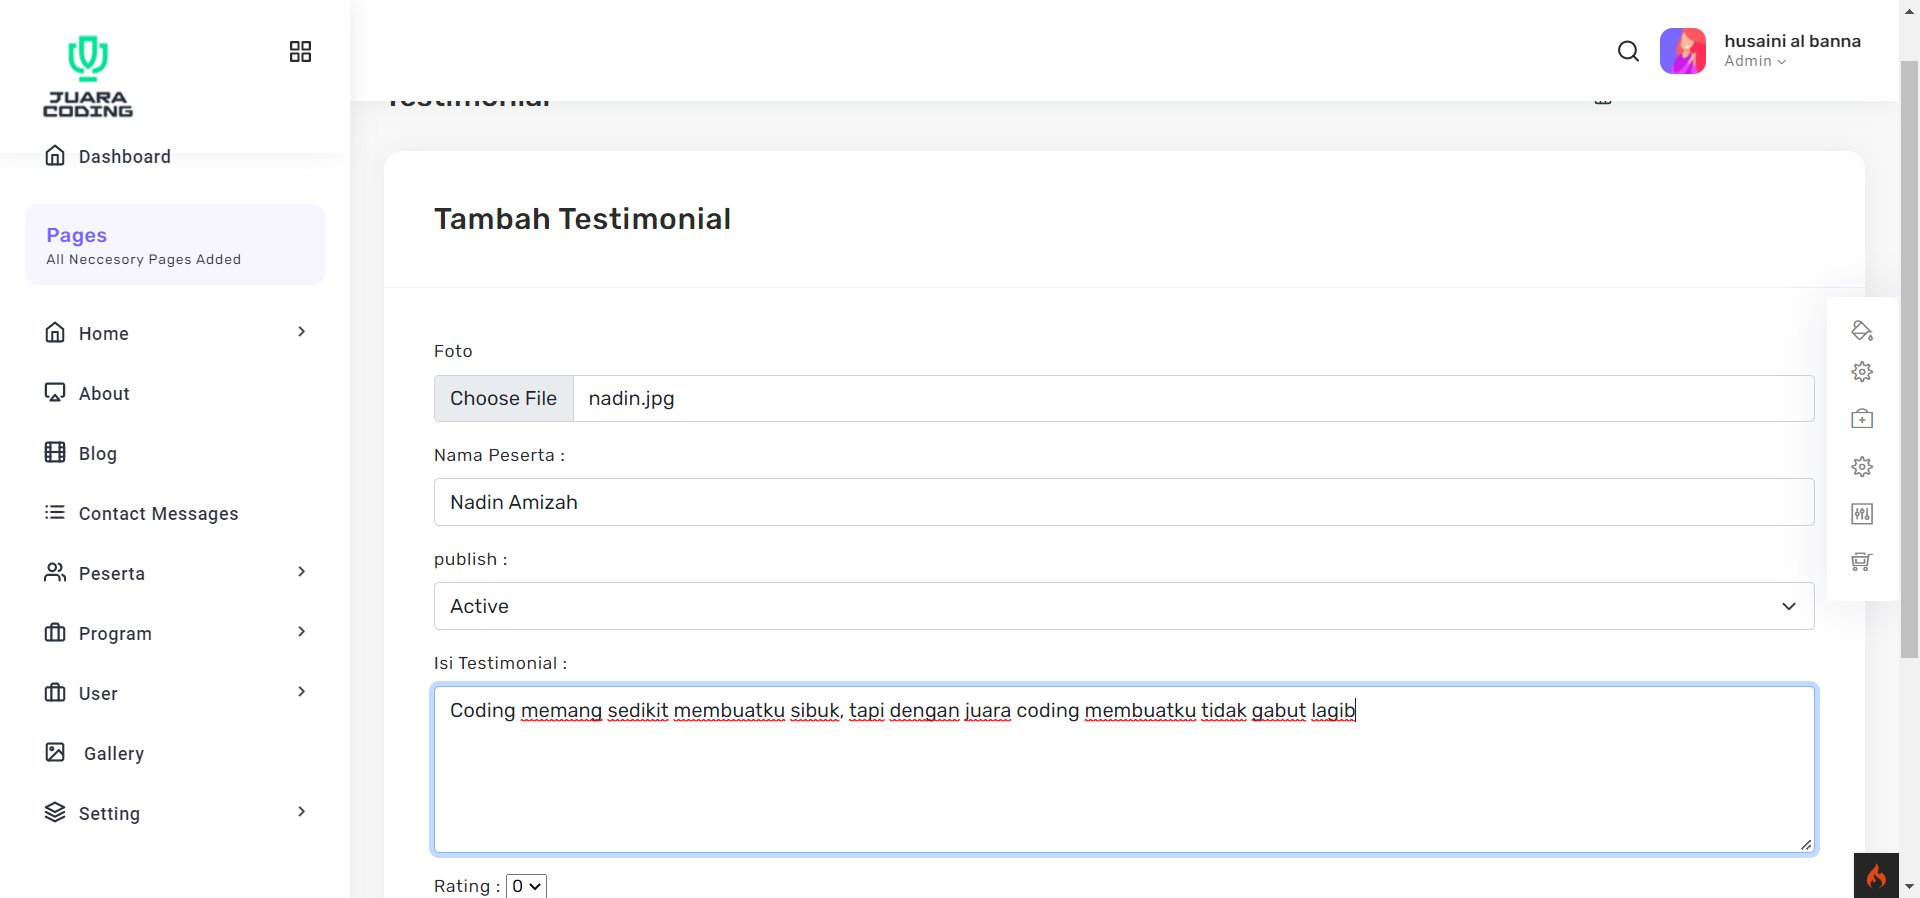 JUARA
CODING
Dashboard
Pages
All Neccesory Pages Added
Home
About
Blog
Contact Messages
Peserta
Program
User
Gallery
Setting
husaini al banna
Admin
Testimonial
Tambah Testimonial
Foto
Choose File nadin.jpg
Nama Peserta :
Nadin Amizah
publish :
Active
Isi Testimonial :
Coding memang sedikit membuatku sibuk, tapi dengan juara coding membuatku tidak gabut lagib
Rating : 0